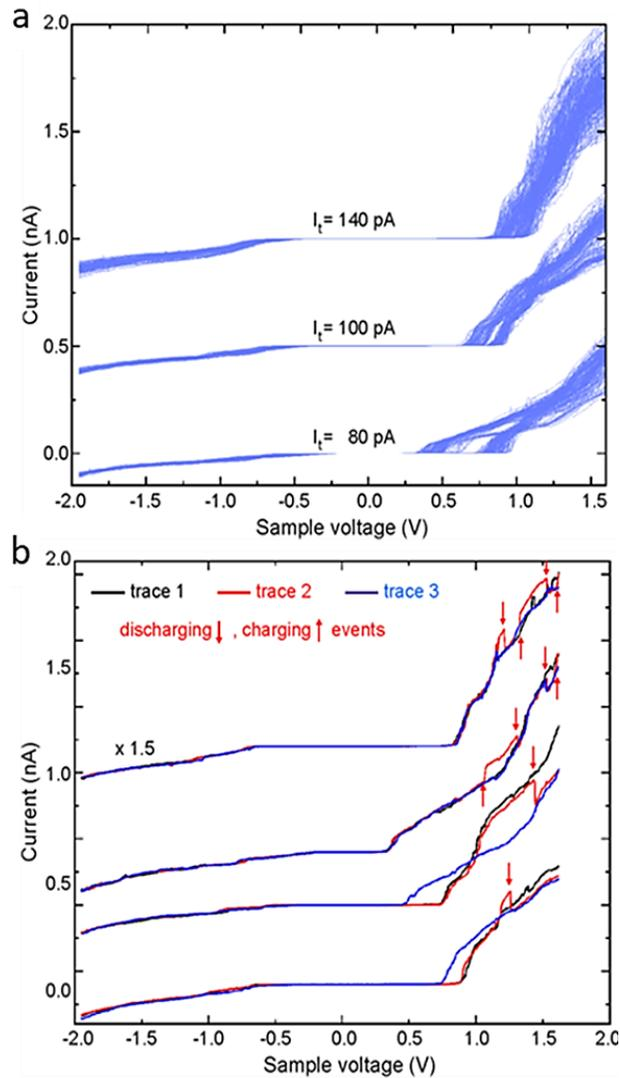 a
2.0
1.5
1.0
0.5
0.0
Current (nA)
It= 140 pA
It= 100 pA
It= 80 pA
-2.0 -1.5 -1.0 -0.5 0.0 0.5 1.0 1.5
Sample voltage (V)
b
2.0
1.5
1.0
0.5
0.0
Current (nA)
trace 1 trace 2 trace 3
discharging↓ , charging↑ events
x 1.5
-2.0 -1.5 -1.0 -0.5 0.0 0.5 1.0 1.5 2.0
Sample voltage (V)